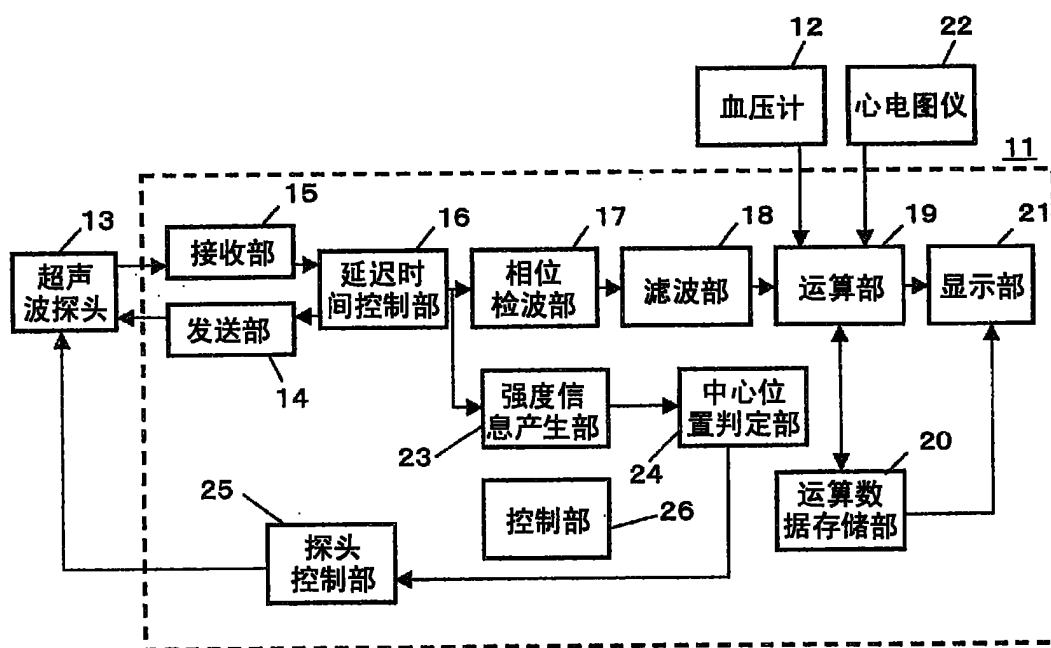 12
22
血压计
心电图仪
11
13
15
16
17
18
19
21
超声
波探头
接收部
延迟时
间控制部
相位
检波部
滤波部
运算部
显示部
发送部
14
强度信
息产生部
23
中心位
置判定部
24
20
运算数
据存储部
25
控制部
26
探头
控制部